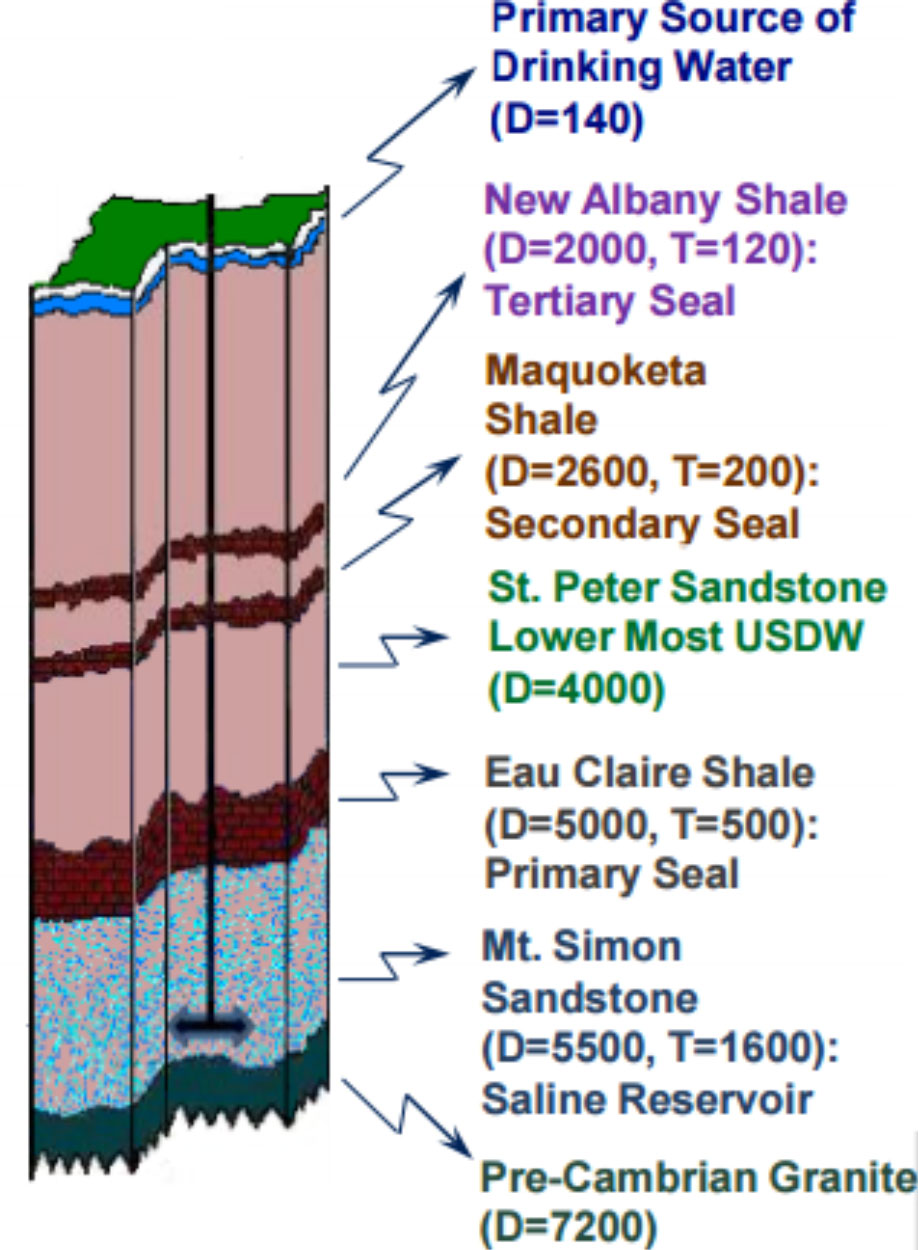 Primary Source of
Drinking Water
(D=140)
New Albany Shale
(D=2000, T=120):
Tertiary Seal
Maquoketa
Shale
(D=2600, T=200):
Secondary Seal
St. Peter Sandstone
Lower Most USDW
(D=4000)
Eau Claire Shale
(D=5000, T=500):
Primary Seal
Mt. Simon
Sandstone
(D=5500, T=1600):
Saline Reservoir
Pre-Cambrian Granite
(D=7200)